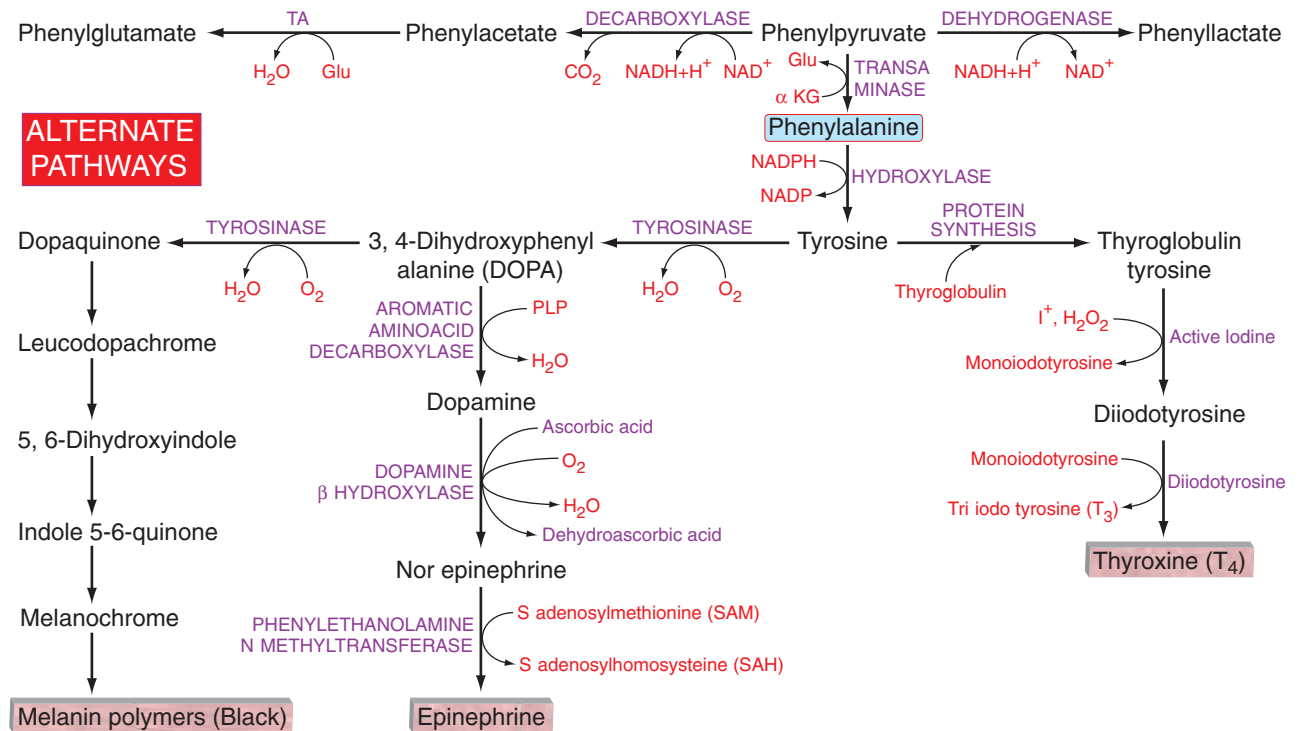 TA
DECARBOXYLASE
DEHYDROGENASE
Phenylglutamate
Phenylacetate
Phenylpyruvate
Phenyllactate
H2O
Glu
CO2
NADH+H+
NAD+
Glu
α KG
TRANSA
MINASE
NADH+H+
NAD+
ALTERNATE
PATHWAYS
Phenylalanine
NADPH
NADP
HYDROXYLASE
TYROSINASE
TYROSINASE
PROTEIN
SYNTHESIS
Dopaquinone
3, 4-Dihydroxyphenyl
alanine (DOPA)
Tyrosine
Thyroglobulin
tyrosine
H2O
O2
H2O
O2
Thyroglobulin
AROMATIC
AMINOACID
DECARBOXYLASE
PLP
H2O
I+, H2O2
Monoiodotyrosine
Active Iodine
Leucodopachrome
Dopamine
Diiodotyrosine
5, 6-Dihydroxyindole
DOPAMINE
β HYDROXYLASE
Ascorbic acid
O2
H2O
Dehydroascorbic acid
Monoiodotyrosine
Tri iodo tyrosine (T3)
Diiodotyrosine
Indole 5-6-quinone
Nor epinephrine
Thyroxine (T4)
Melanochrome
PHENYLETHANOLAMINE
N METHYLTRANSFERASE
S adenosylmethionine (SAM)
S adenosylhomosysteine (SAH)
Melanin polymers (Black)
Epinephrine